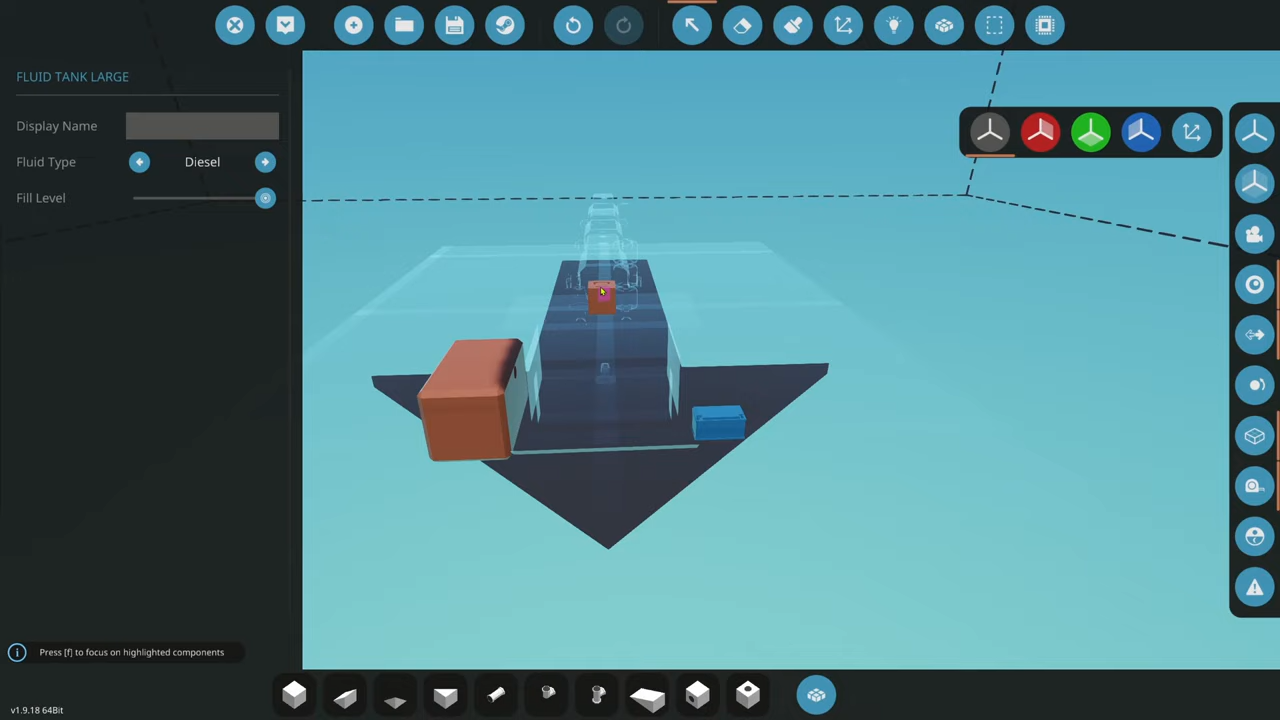 FLUID TANK LARGE
Display Name
Fluid Type Diesel
Fill Level
Press [f] to focus on highlighted components
v1.9.18 64Bit